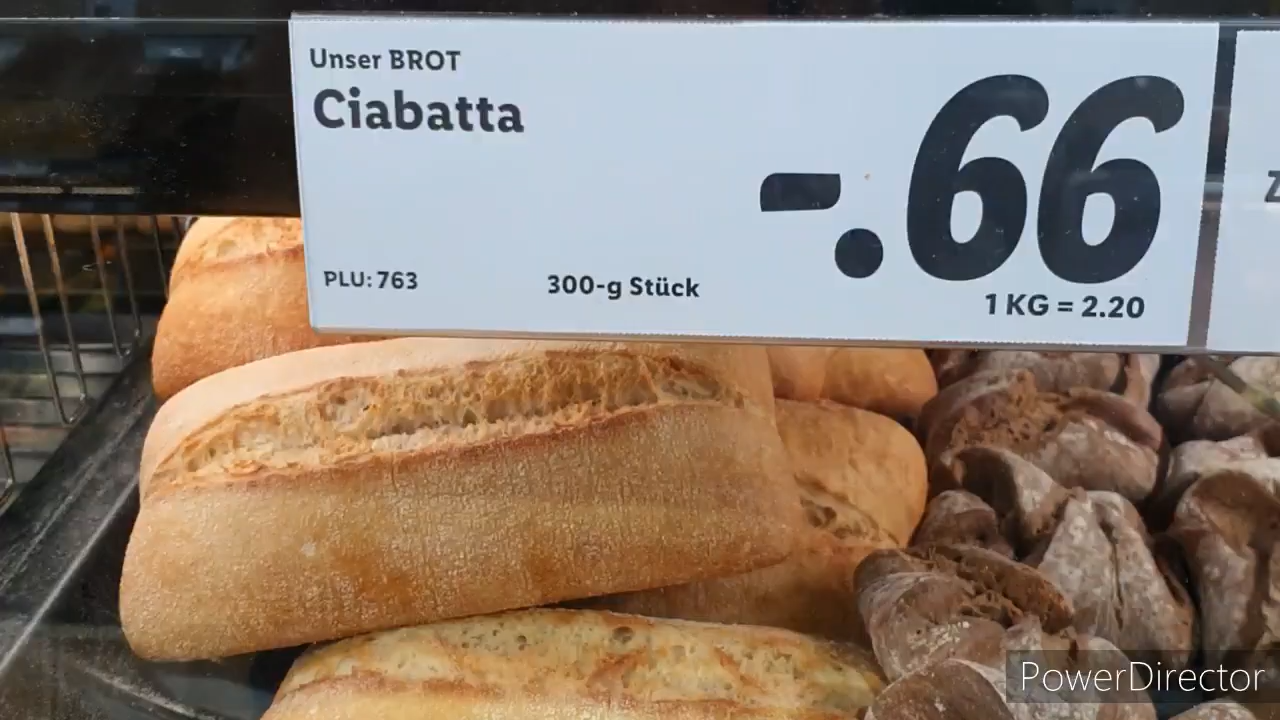 Unser BROT
Ciabatta
-.66
PLU: 763
300-g Stück
1 KG = 2.20
PowerDirector